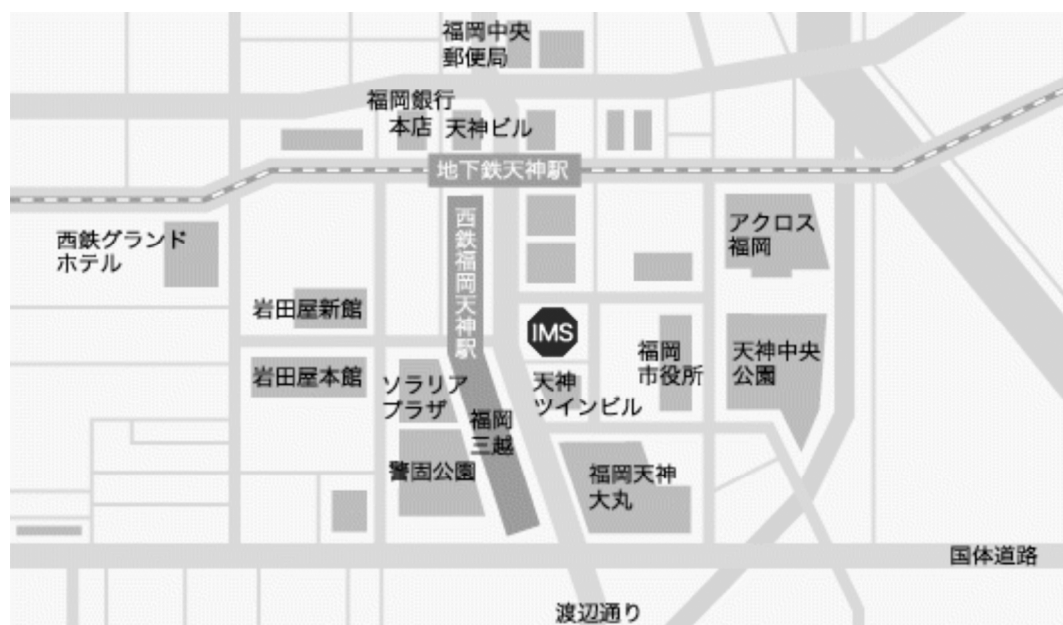 福岡中央
郵便局
福岡銀行
本店
天神ビル
地下鉄天神駅
西鉄福岡天神駅
アクロス
福岡
西鉄グランド
ホテル
岩田屋新館
IMS
福岡
市役所
天神中央
公園
岩田屋本館
ソラリア
プラザ
天神
ツインビル
福岡
三越
警固公園
福岡天神
大丸
国体道路
渡辺通り